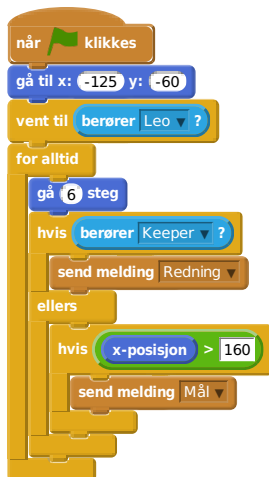 når klikkes
gå til x: -125 y: -60
vent til berører Leo ?
for alltid
gå 6 steg
hvis berører Keeper ?
send melding Redning
ellers
hvis x-posisjon > 160
send melding Mål